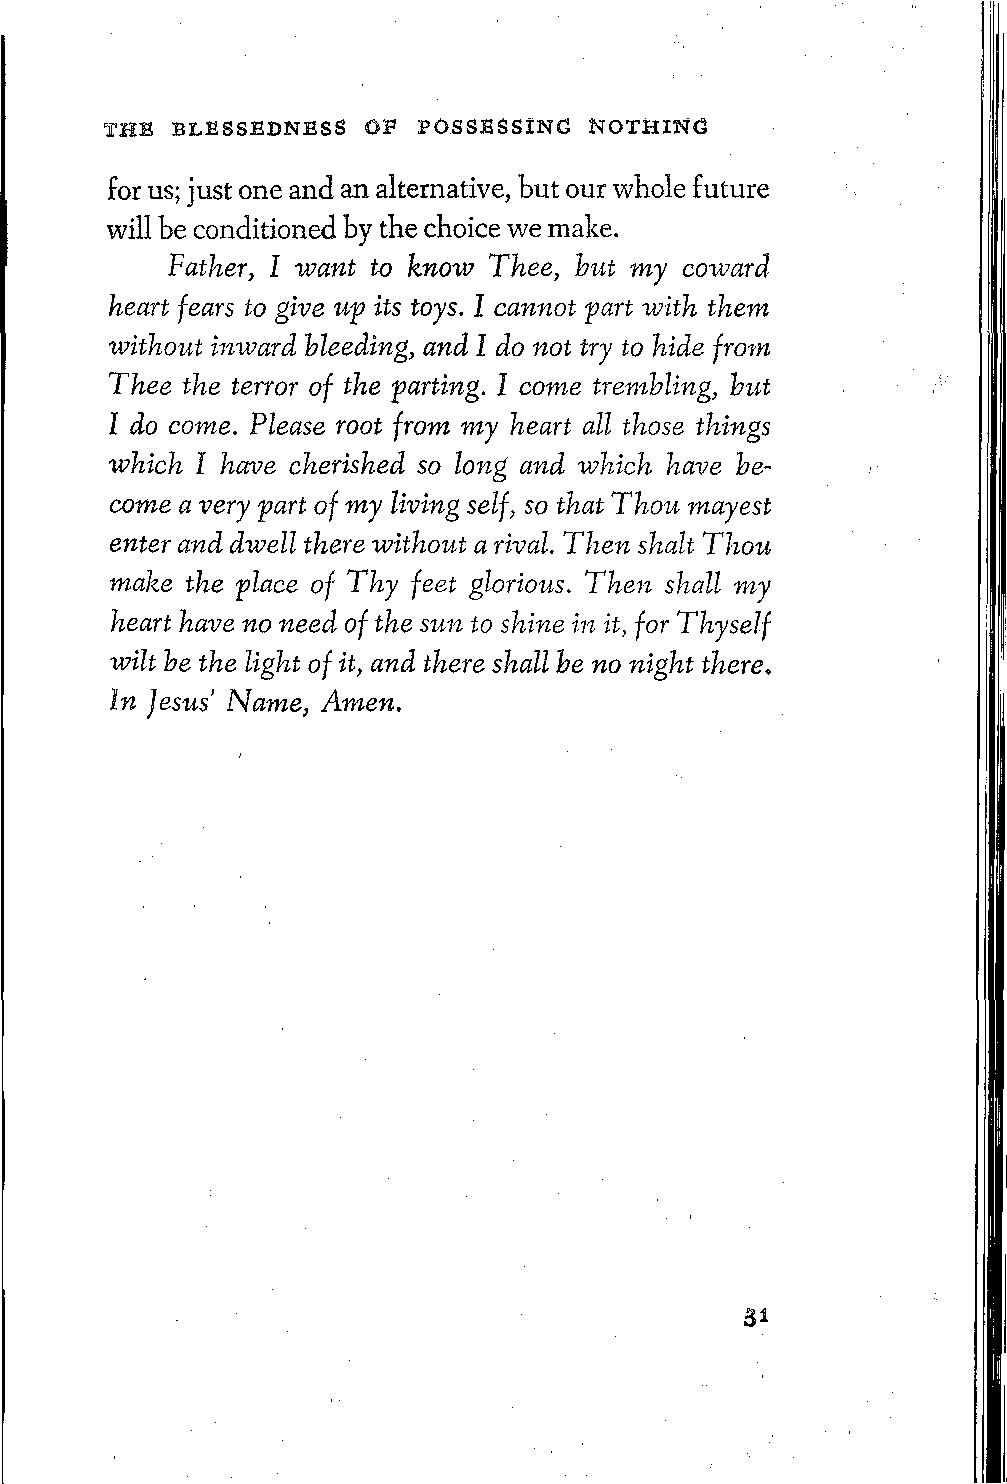 THE BLESSEDNESS OF POSSESSING NOTHING
for us; just one and an alternative, but our whole future
will be conditioned by the choice we make.
Father, I want to know Thee, but my coward
heart fears to give up its toys. I cannot part with them
without inward bleeding, and I do not try to hide from
Thee the terror of the parting. I come trembling, but
I do come. Please root from my heart all those things
which I have cherished so long and which have be-
come a very part of my living self, so that Thou mayest
enter and dwell there without a rival. Then shalt Thou
make the place of Thy feet glorious. Then shall my
heart have no need of the sun to shine in it, for Thyself
wilt be the light of it, and there shall be no night there.
In Jesus' Name, Amen.
31